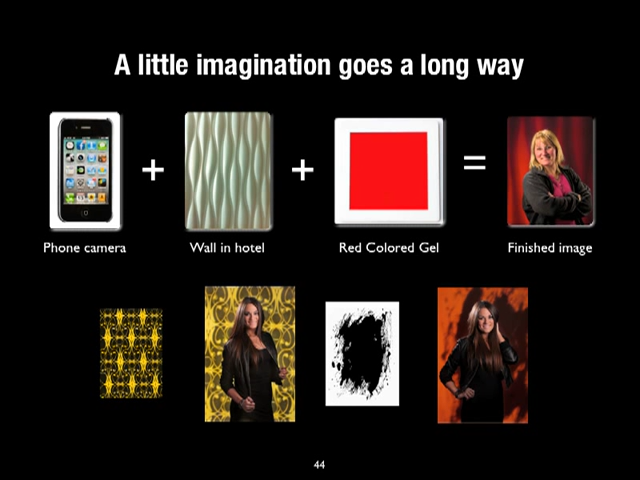 A little imagination goes a long way
+ + =
Phone camera Wall in hotel Red Colored Gel Finished image
44